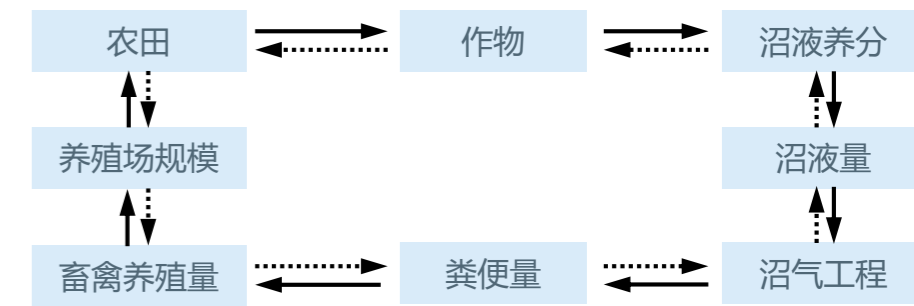 农田
作物
沼液养分
养殖场规模
沼液量
畜禽养殖量
粪便量
沼气工程